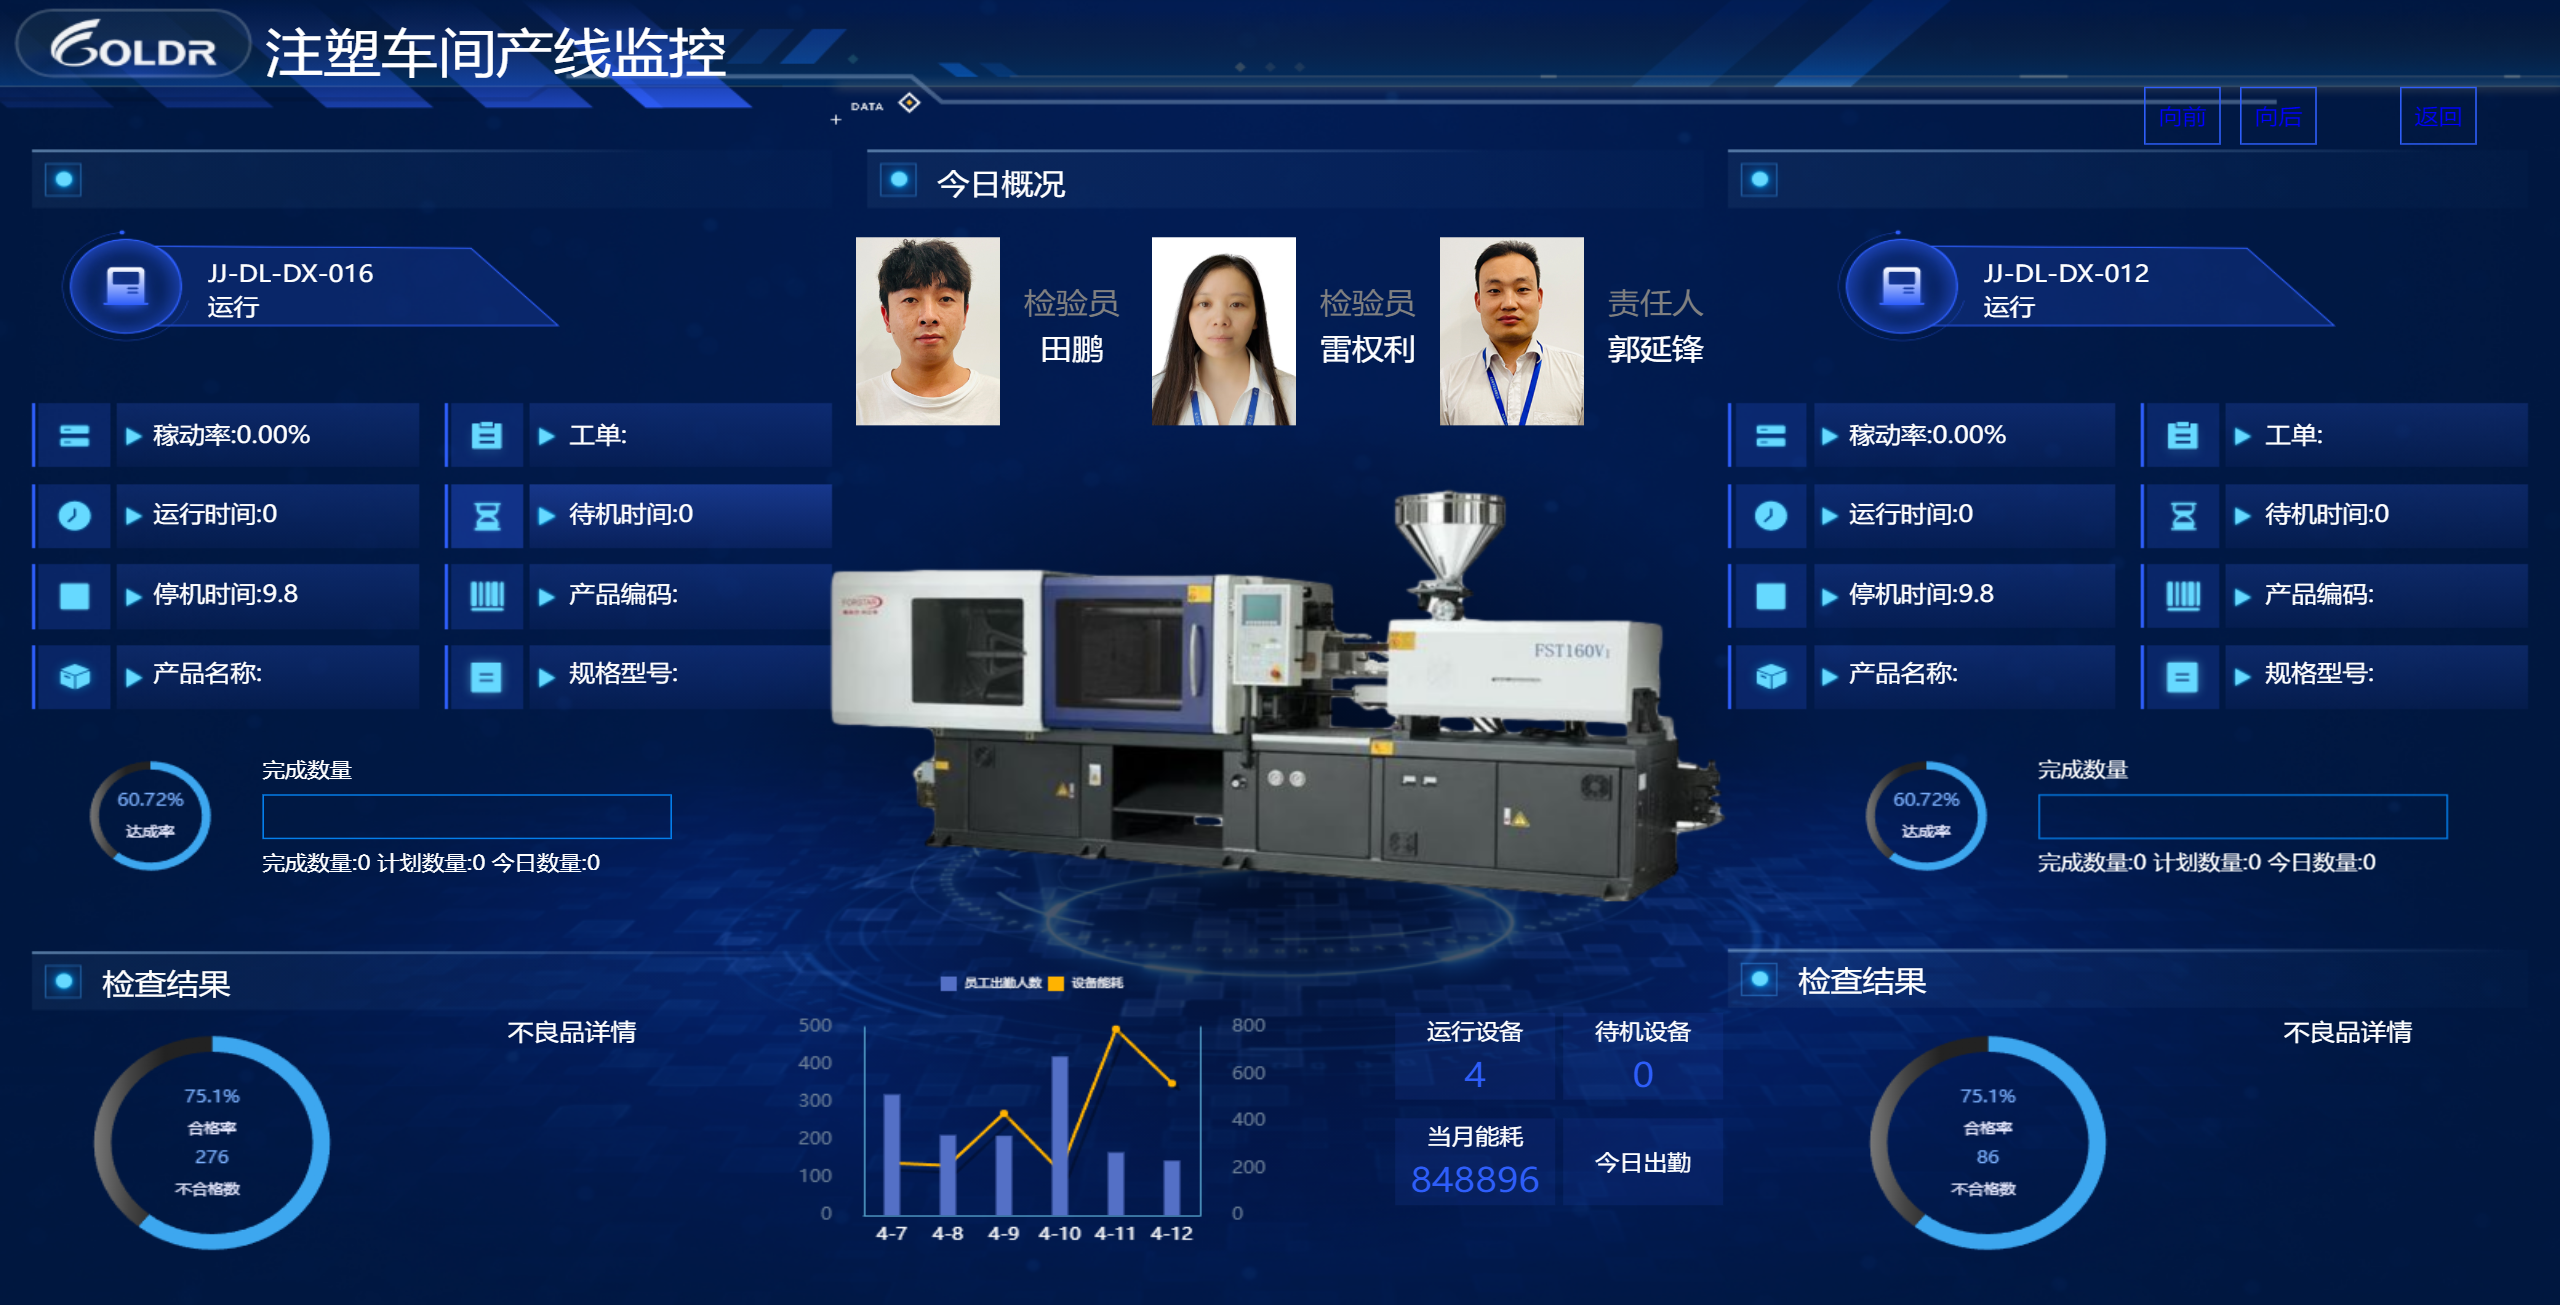 GOLDR 注塑车间产线监控
DATA
向前 向后 返回
JJ-DL-DX-016
运行
稼动率:0.00%
工单:
运行时间:0
待机时间:0
停机时间:9.8
产品编码:
产品名称:
规格型号:
60.72%
达成率
完成数量
完成数量:0 计划数量:0 今日数量:0
检查结果
不良品详情
75.1%
合格率
276
不合格数
今日概况
检验员
田鹏
检验员
雷权利
责任人
郭延锋
FORSTAR
FST160V
员工出勤人数 设备能耗
500
400
300
200
100
0
800
600
400
200
0
4-7 4-8 4-9 4-10 4-11 4-12
运行设备
4
待机设备
0
当月能耗
848896
今日出勤
JJ-DL-DX-012
运行
稼动率:0.00%
工单:
运行时间:0
待机时间:0
停机时间:9.8
产品编码:
产品名称:
规格型号:
60.72%
达成率
完成数量
完成数量:0 计划数量:0 今日数量:0
检查结果
不良品详情
75.1%
合格率
86
不合格数